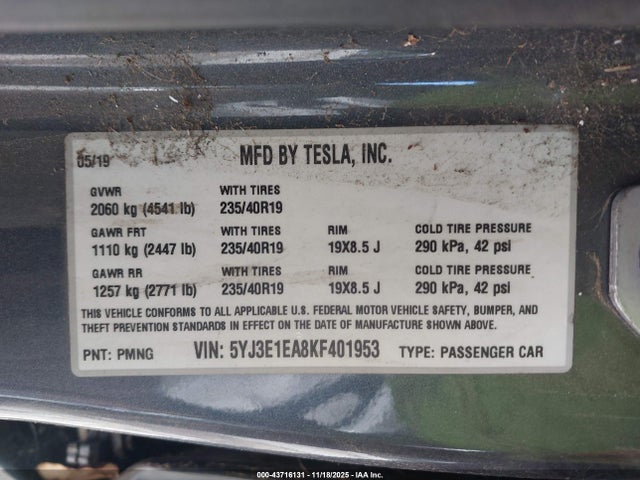 05/19 MFD BY TESLA, INC.
GVWR WITH TIRES
2060 kg (4541 lb) 235/40R19
GAWR FRT WITH TIRES RIM COLD TIRE PRESSURE
1110 kg (2447 lb) 235/40R19 19X8.5 J 290 kPa, 42 psi
GAWR RR WITH TIRES RIM COLD TIRE PRESSURE
1257 kg (2771 lb) 235/40R19 19X8.5 J 290 kPa, 42 psi
THIS VEHICLE CONFORMS TO ALL APPLICABLE U.S. FEDERAL MOTOR VEHICLE SAFETY, BUMPER, AND
THEFT PREVENTION STANDARDS IN EFFECT ON THE DATE OF MANUFACTURE SHOWN ABOVE.
PNT: PMNG VIN: 5YJ3E1EA8KF401953 TYPE: PASSENGER CAR
000-43716131 - 11/18/2025 - IAA Inc.